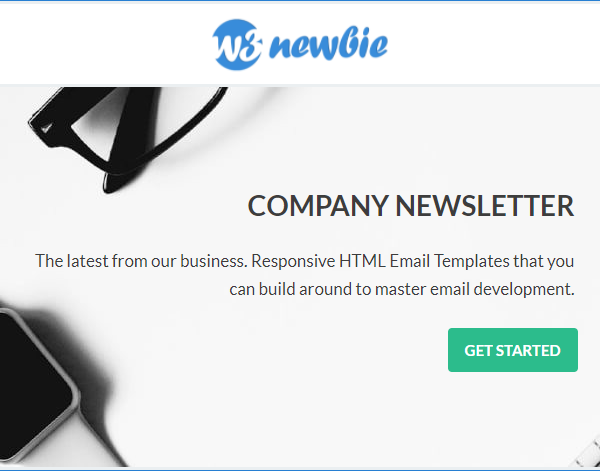 w3 newbie
COMPANY NEWSLETTER
The latest from our business. Responsive HTML Email Templates that you
can build around to master email development.
GET STARTED